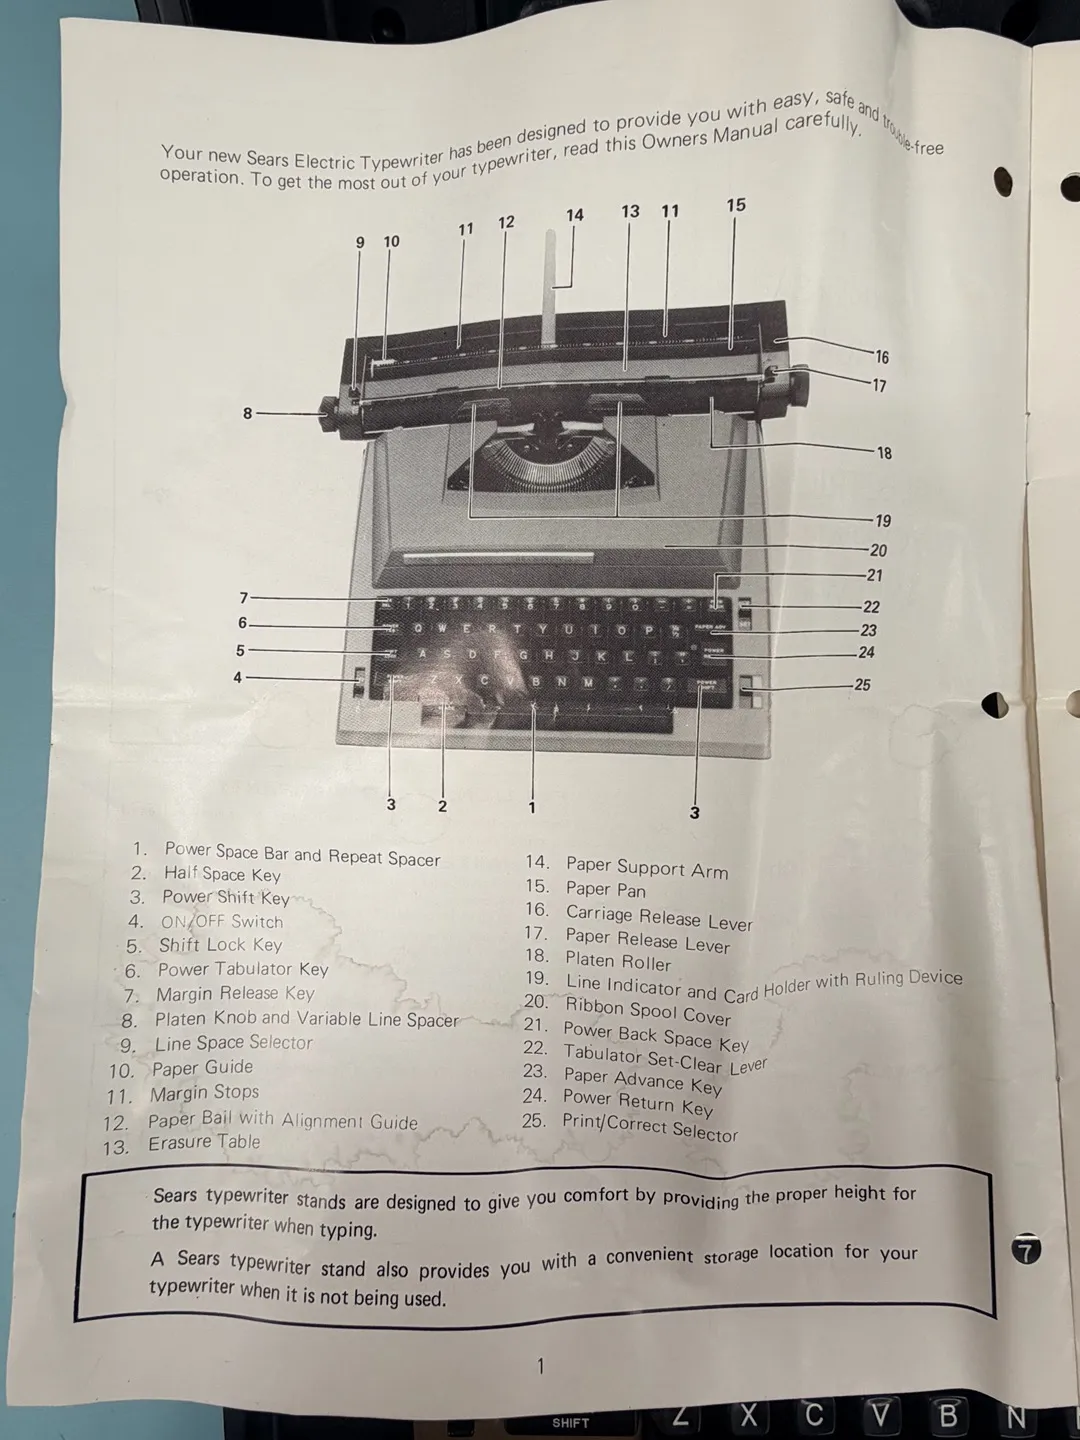 Your new Sears Electric Typewriter has been designed to provide you with easy, safe and trouble-free
operation. To get the most out of your typewriter, read this Owners Manual carefully.
9 10 11 12 14 13 11 15
16
17
8
18
19
20
21
7
22
6
23
5
24
4
25
Q W E R T Y U I O P PAPER ADV SET
A S D F G H J K L POWER
Z X C V B N M POWER SHIFT
3 2 1 3
1. Power Space Bar and Repeat Spacer
2. Half Space Key
3. Power Shift Key
4. ON/OFF Switch
5. Shift Lock Key
6. Power Tabulator Key
7. Margin Release Key
8. Platen Knob and Variable Line Spacer
9. Line Space Selector
10. Paper Guide
11. Margin Stops
12. Paper Bail with Alignment Guide
13. Erasure Table
14. Paper Support Arm
15. Paper Pan
16. Carriage Release Lever
17. Paper Release Lever
18. Platen Roller
19. Line Indicator and Card Holder with Ruling Device
20. Ribbon Spool Cover
21. Power Back Space Key
22. Tabulator Set-Clear Lever
23. Paper Advance Key
24. Power Return Key
25. Print/Correct Selector
Sears typewriter stands are designed to give you comfort by providing the proper height for
the typewriter when typing.
A Sears typewriter stand also provides you with a convenient storage location for your
typewriter when it is not being used.
7
1
SHIFT Z X C V B N